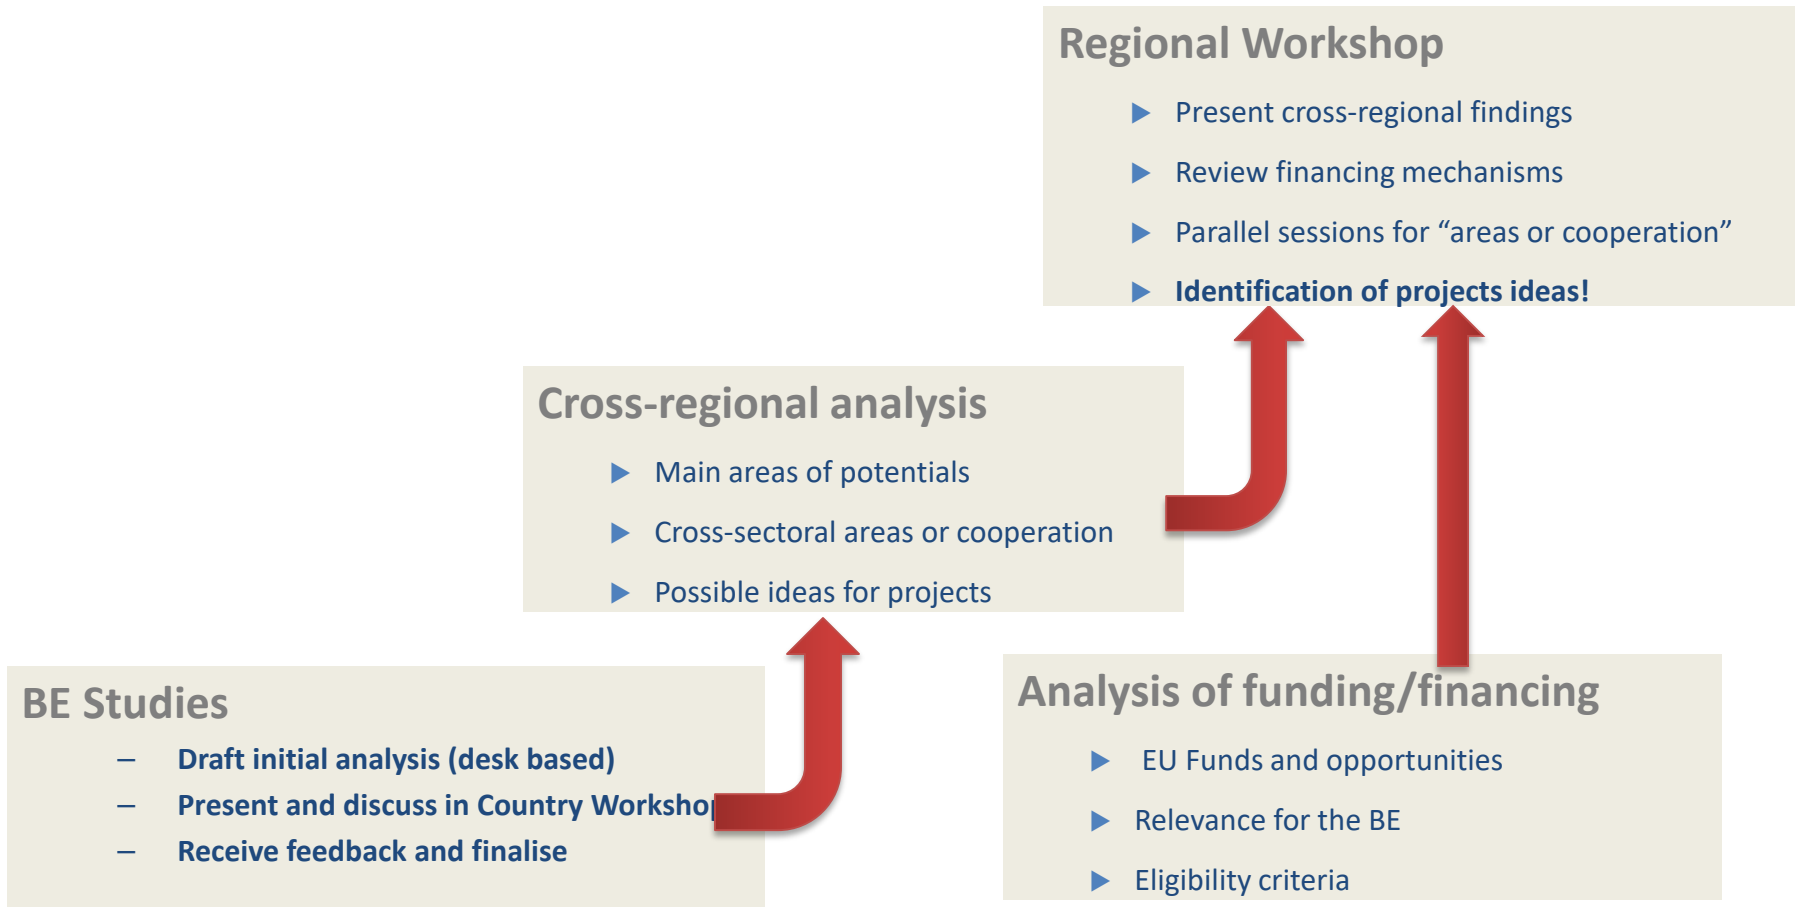 Regional Workshop
Present cross-regional findings
Review financing mechanisms
Parallel sessions for “areas or cooperation”
Identification of projects ideas!
Cross-regional analysis
Main areas of potentials
Cross-sectoral areas or cooperation
Possible ideas for projects
BE Studies
– Draft initial analysis (desk based)
– Present and discuss in Country Workshop
– Receive feedback and finalise
Analysis of funding/financing
EU Funds and opportunities
Relevance for the BE
Eligibility criteria